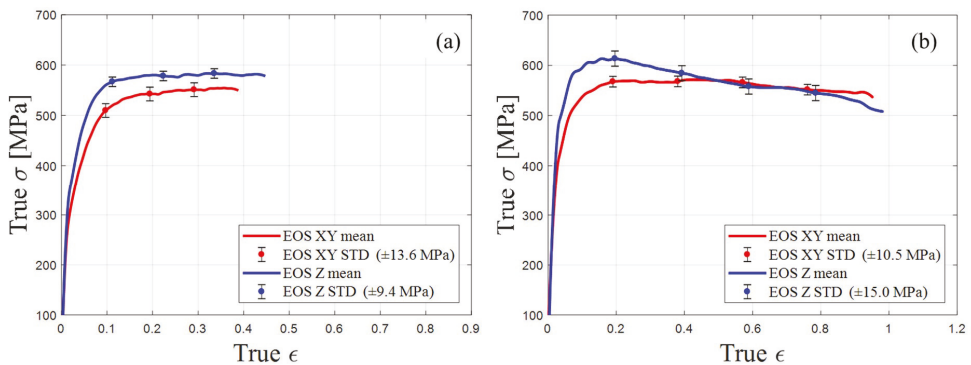 (a)
True σ [MPa]
700
600
500
400
300
200
100
0
0.1
0.2
0.3
0.4
0.5
0.6
0.7
0.8
0.9
True ϵ
EOS XY mean
EOS XY STD (±13.6 MPa)
EOS Z mean
EOS Z STD (±9.4 MPa)
(b)
True σ [MPa]
700
600
500
400
300
200
100
0
0.2
0.4
0.6
0.8
1
1.2
True ϵ
EOS XY mean
EOS XY STD (±10.5 MPa)
EOS Z mean
EOS Z STD (±15.0 MPa)